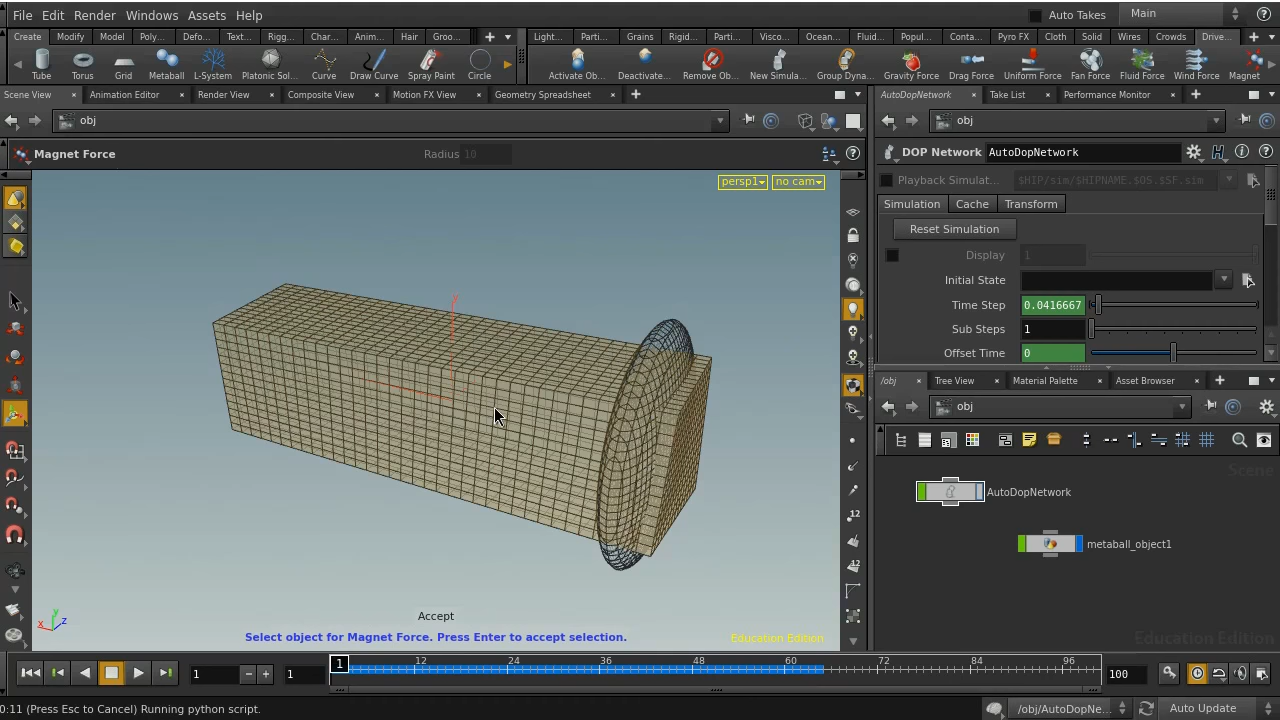 File Edit Render Windows Assets Help Auto Takes Main
Create Modify Model Poly... Defo... Text... Rigg... Char... Anim... Hair Groo... Light... Parti... Grains Rigid... Parti... Visco... Ocean... Fluid... Popul... Conta... Pyro FX Cloth Solid Wires Crowds Drive...
Tube Torus Grid Metaball L-System Platonic Sol... Curve Draw Curve Spray Paint Circle Activate Ob... Deactivate... Remove Ob... New Simula... Group Dyna... Gravity Force Drag Force Uniform Force Fan Force Fluid Force Wind Force Magnet
Scene View Animation Editor Render View Composite View Motion FX View Geometry Spreadsheet AutoDopNetwork Take List Performance Monitor
obj obj
Magnet Force Radius 10 DOP Network AutoDopNetwork
persp1 no cam Playback Simulat... $HIP/sim/$HIPNAME.$OS.$SF.sim
Simulation Cache Transform
Reset Simulation
Display 1
Initial State
Time Step 0.0416667
Sub Steps 1
Offset Time 0
/obj Tree View Material Palette Asset Browser
obj
Scene
AutoDopNetwork
metaball_object1
y
12
12
y
x z
Accept
Select object for Magnet Force. Press Enter to accept selection. Education Edition Education Edition
1 1 1 12 24 36 48 60 72 84 96 100
0:11 (Press Esc to Cancel) Running python script. /obj/AutoDopNe... Auto Update